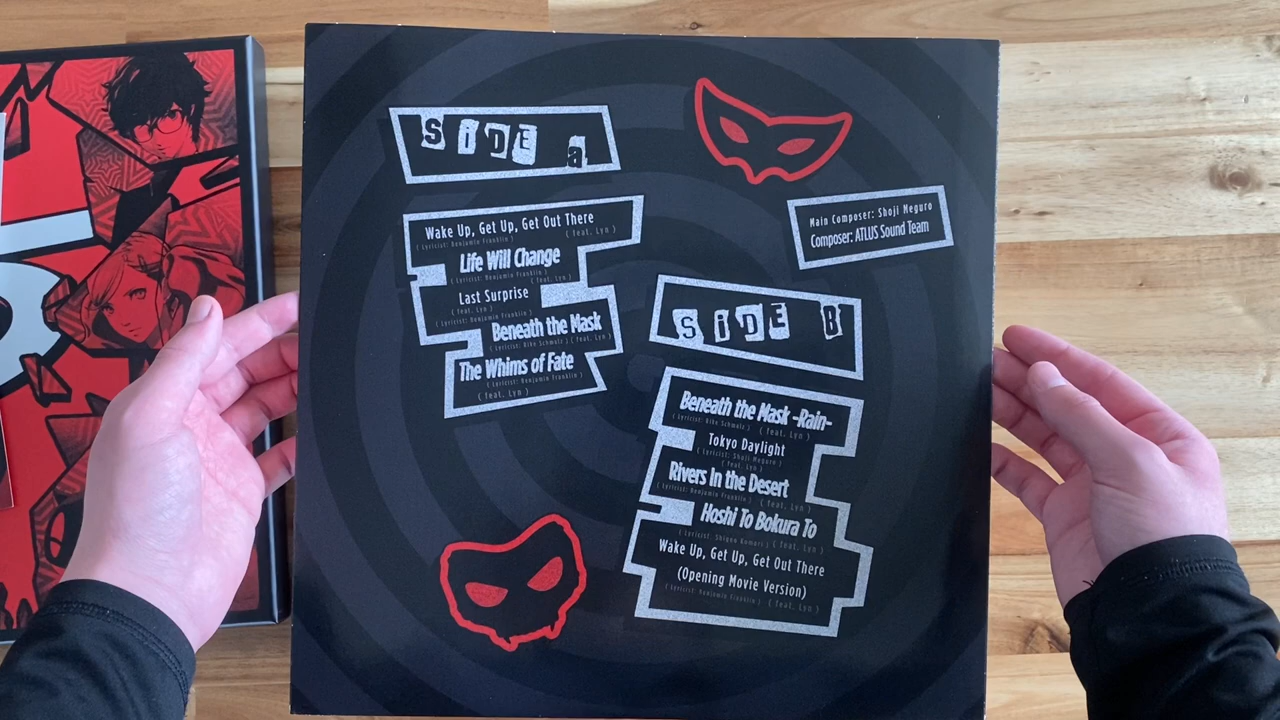 SiDE a
Wake Up, Get Up, Get Out There
( Lyricist: Benjamin Franklin ) ( feat. Lyn )
Life Will Change
( Lyricist: Benjamin Franklin ) ( feat. Lyn )
Last Surprise
( feat. Lyn )
( Lyricist: Benjamin Franklin )
Beneath the Mask
( Lyricist: Rike Schmalz ) ( feat. Lyn )
The Whims of Fate
( Lyricist: Benjamin Franklin )
( feat. Lyn )
Main Composer: Shoji Meguro
Composer: ATLUS Sound Team
SiDE B
Beneath the Mask -Rain-
( Lyricist: Rike Schmalz ) ( feat. Lyn )
Tokyo Daylight
( Lyricist: Shoji Meguro )
( feat. Lyn )
Rivers In the Desert
( Lyricist: Benjamin Franklin ) ( feat. Lyn )
Hoshi To Bokura To
( Lyricist: Shigeo Komori ) ( feat. Lyn )
Wake Up, Get Up, Get Out There
(Opening Movie Version)
( Lyricist: Benjamin Franklin ) ( feat. Lyn )